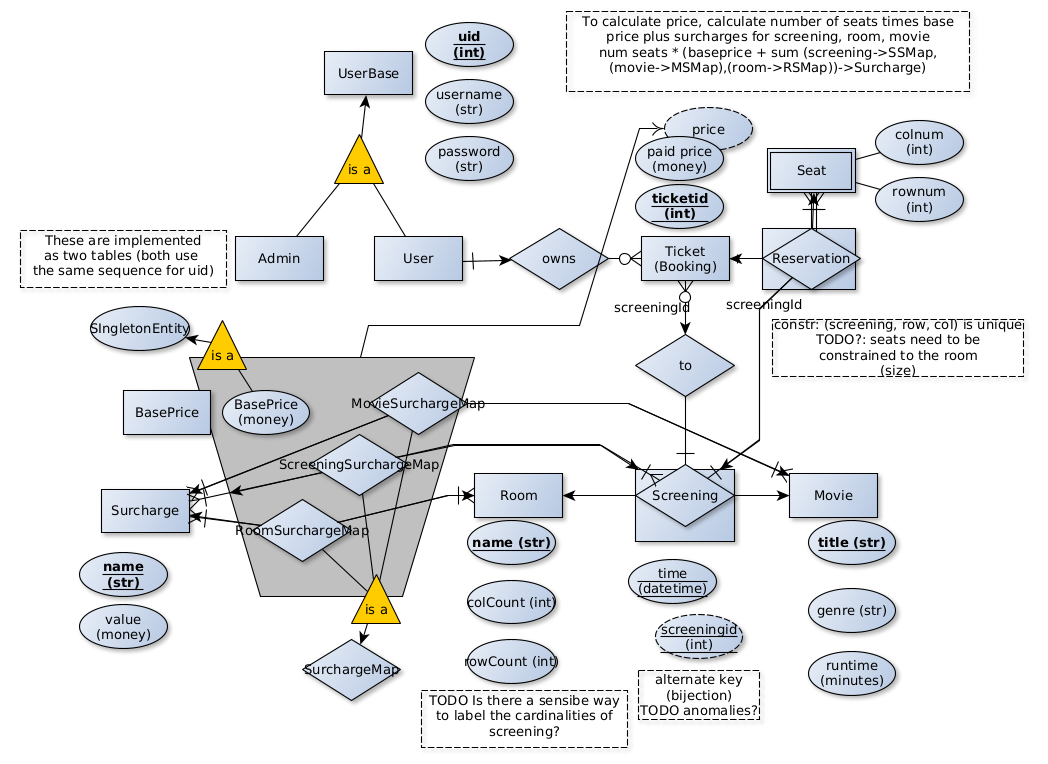 To calculate price, calculate number of seats times base
price plus surcharges for screening, room, movie
num seats * (baseprice + sum (screening->SSMap,
(movie->MSMap),(room->RSMap))->Surcharge)
uid
(int)
UserBase
username
(str)
password
(str)
is a
price
paid price
(money)
ticketid
(int)
colnum
(int)
Seat
rownum
(int)
These are implemented
as two tables (both use
the same sequence for uid)
Admin
User
owns
Ticket
(Booking)
Reservation
screeningId
screeningId
constr: (screening, row, col) is unique
TODO?: seats need to be
constrained to the room
(size)
SIngletonEntity
is a
BasePrice
BasePrice
(money)
to
MovieSurchargeMap
ScreeningSurchargeMap
RoomSurchargeMap
Surcharge
Room
Screening
Movie
name
(str)
value
(money)
is a
SurchargeMap
name (str)
colCount (int)
rowCount (int)
time
(datetime)
screeningid
(int)
title (str)
genre (str)
runtime
(minutes)
TODO Is there a sensibe way
to label the cardinalities of
screening?
alternate key
(bijection)
TODO anomalies?